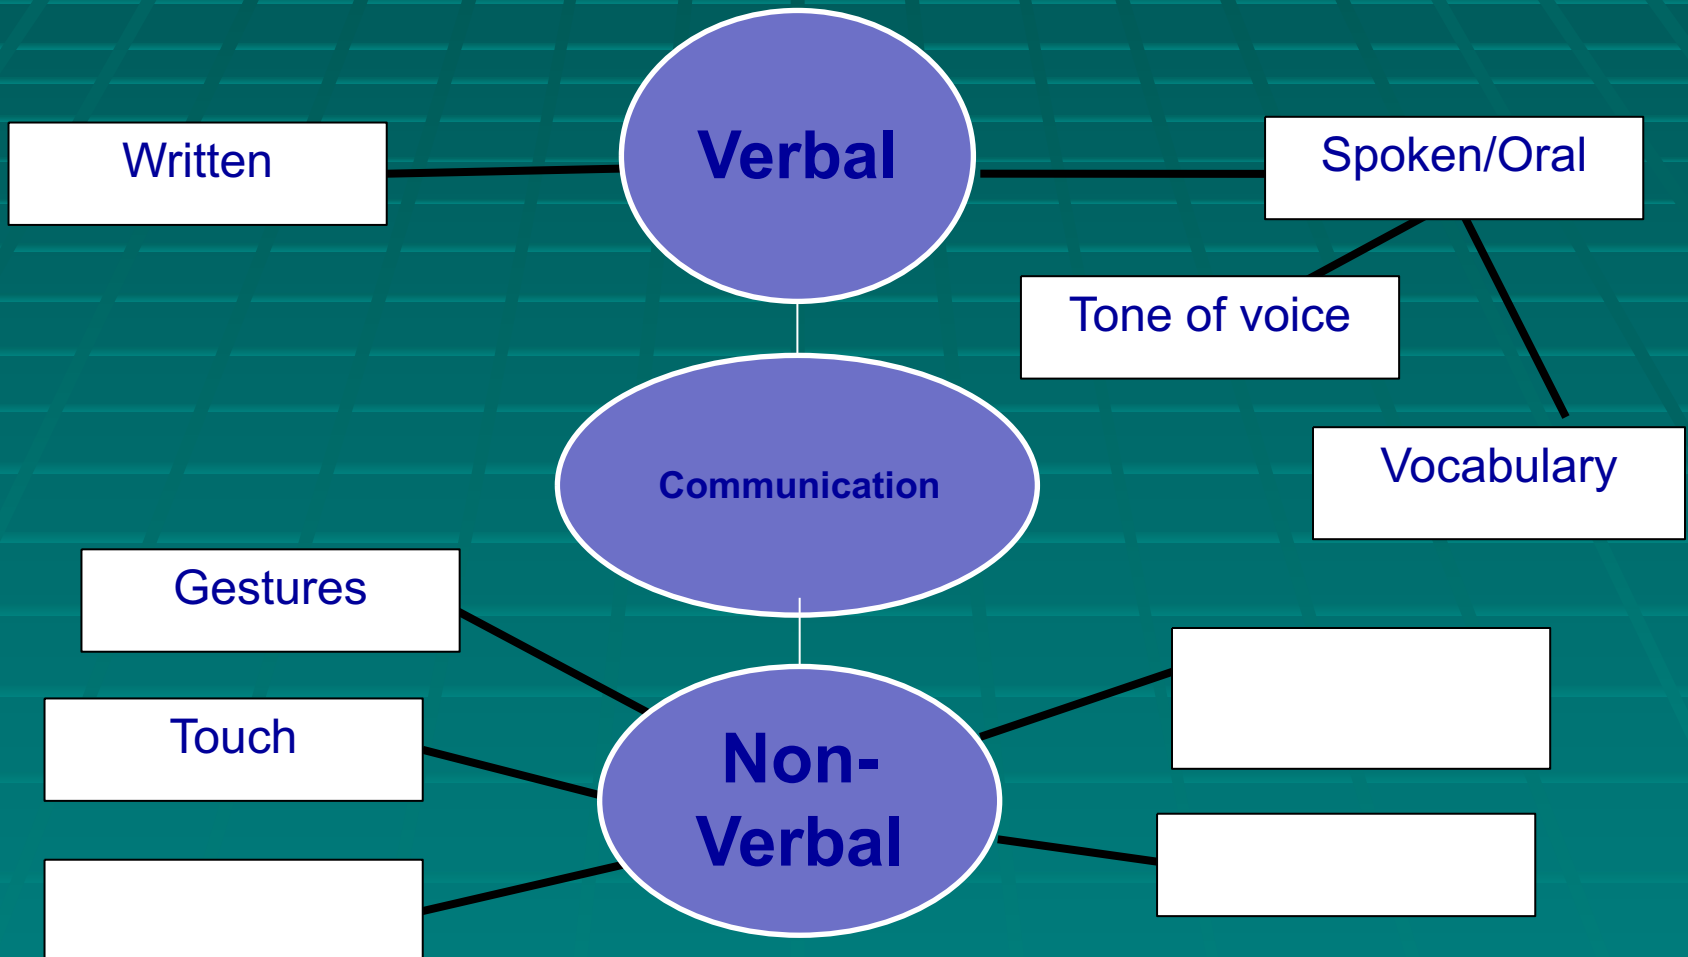 Verbal
Written
Spoken/Oral
Tone of voice
Vocabulary
Communication
Gestures
Touch
Non-
Verbal